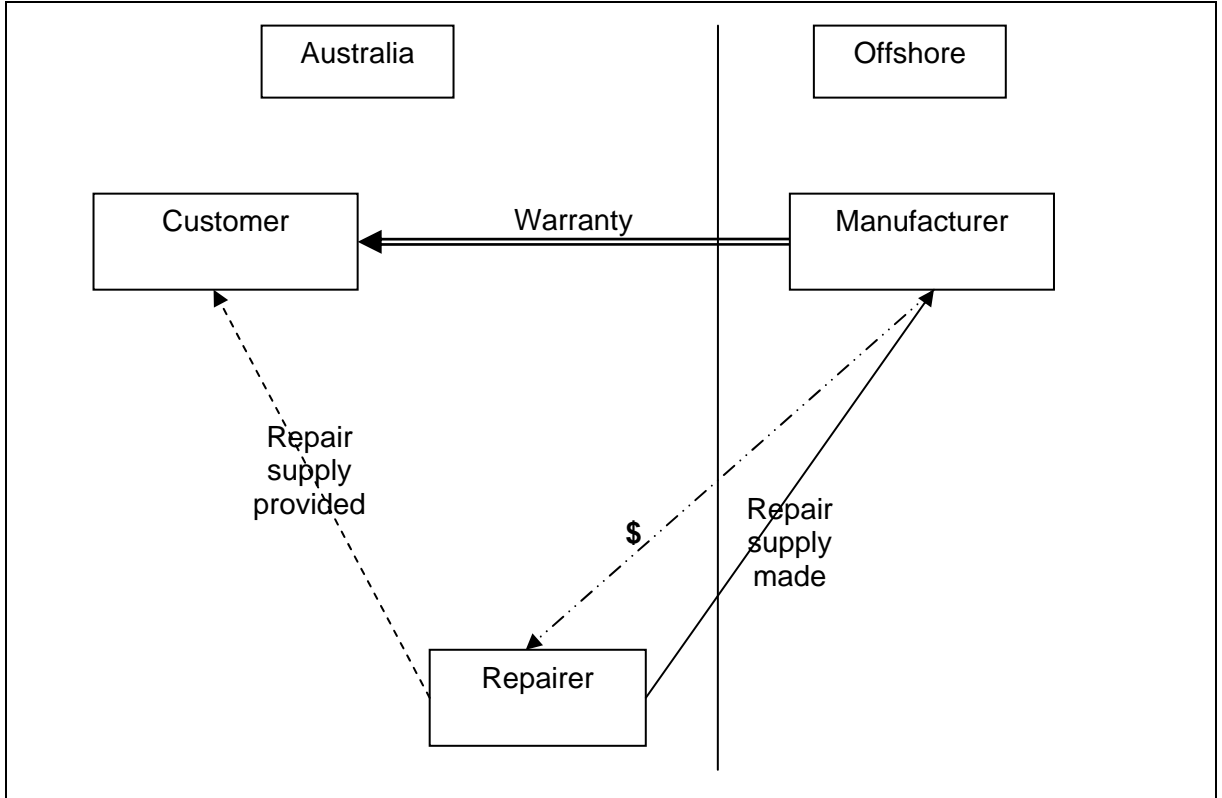 Australia
Offshore
Customer
Warranty
Manufacturer
Repair
supply
provided
$
Repair
supply
made
Repairer